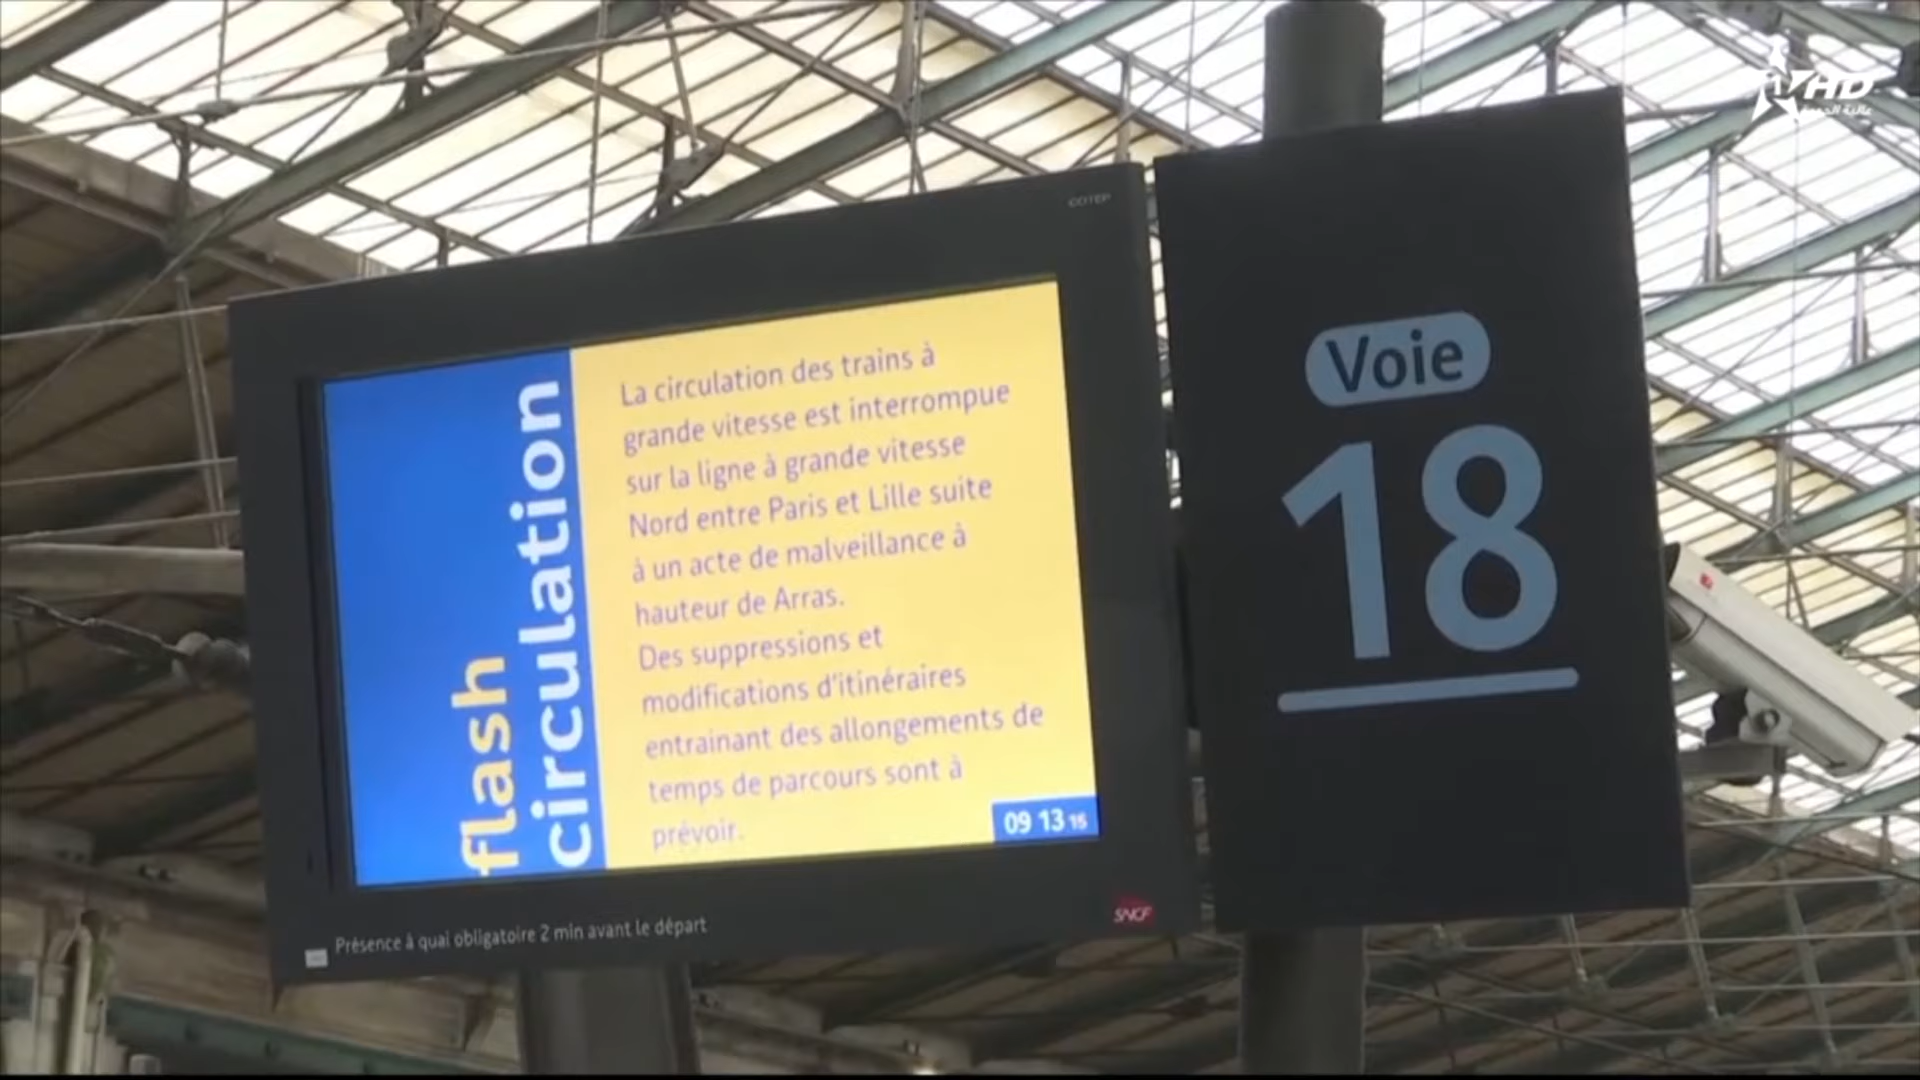 HD
عالية الجودة
COTEP
flash
circulation
La circulation des trains à
grande vitesse est interrompue
sur la ligne à grande vitesse
Nord entre Paris et Lille suite
à un acte de malveillance à
hauteur de Arras.
Des suppressions et
modifications d'itinéraires
entrainant des allongements de
temps de parcours sont à
prévoir.
09 13 15
SNCF
Présence à quai obligatoire 2 min avant le départ
Voie
18